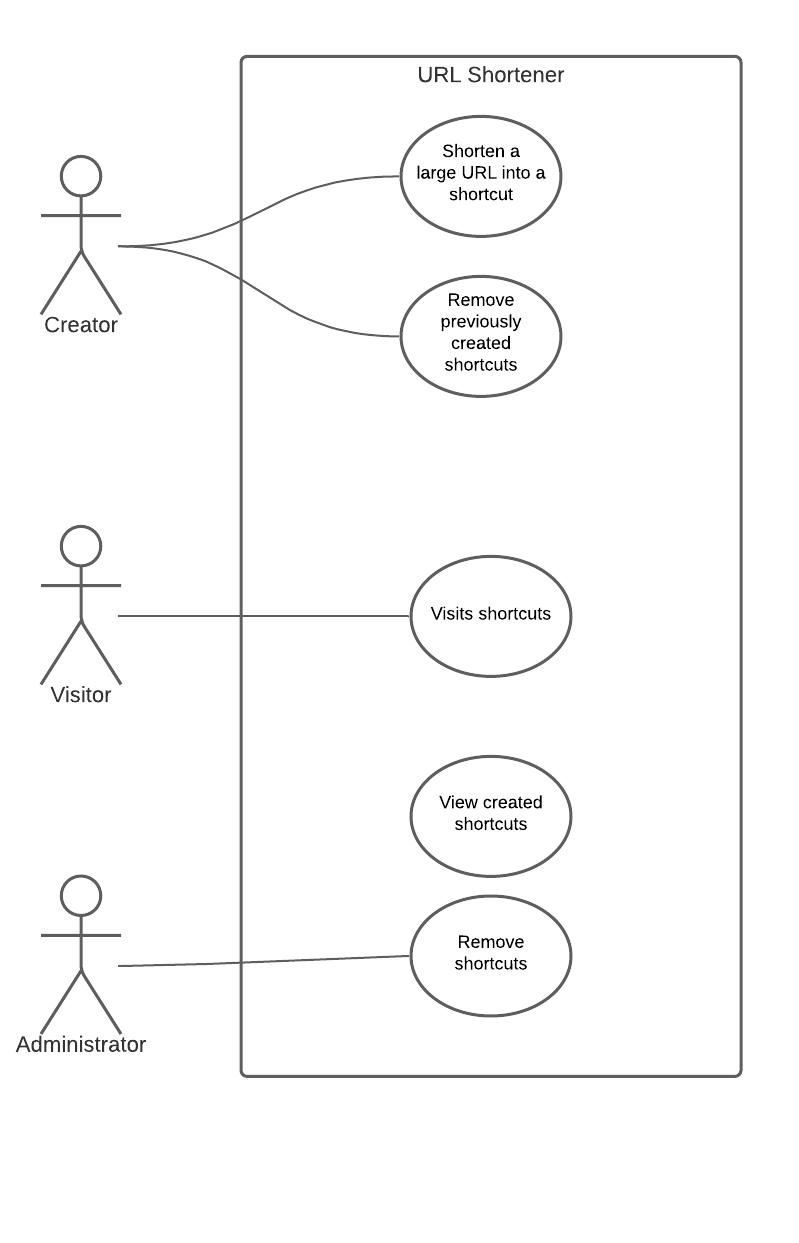 URL Shortener
Shorten a
large URL into a
shortcut
Creator
Remove
previously
created
shortcuts
Visits shortcuts
Visitor
View created
shortcuts
Remove
shortcuts
Administrator